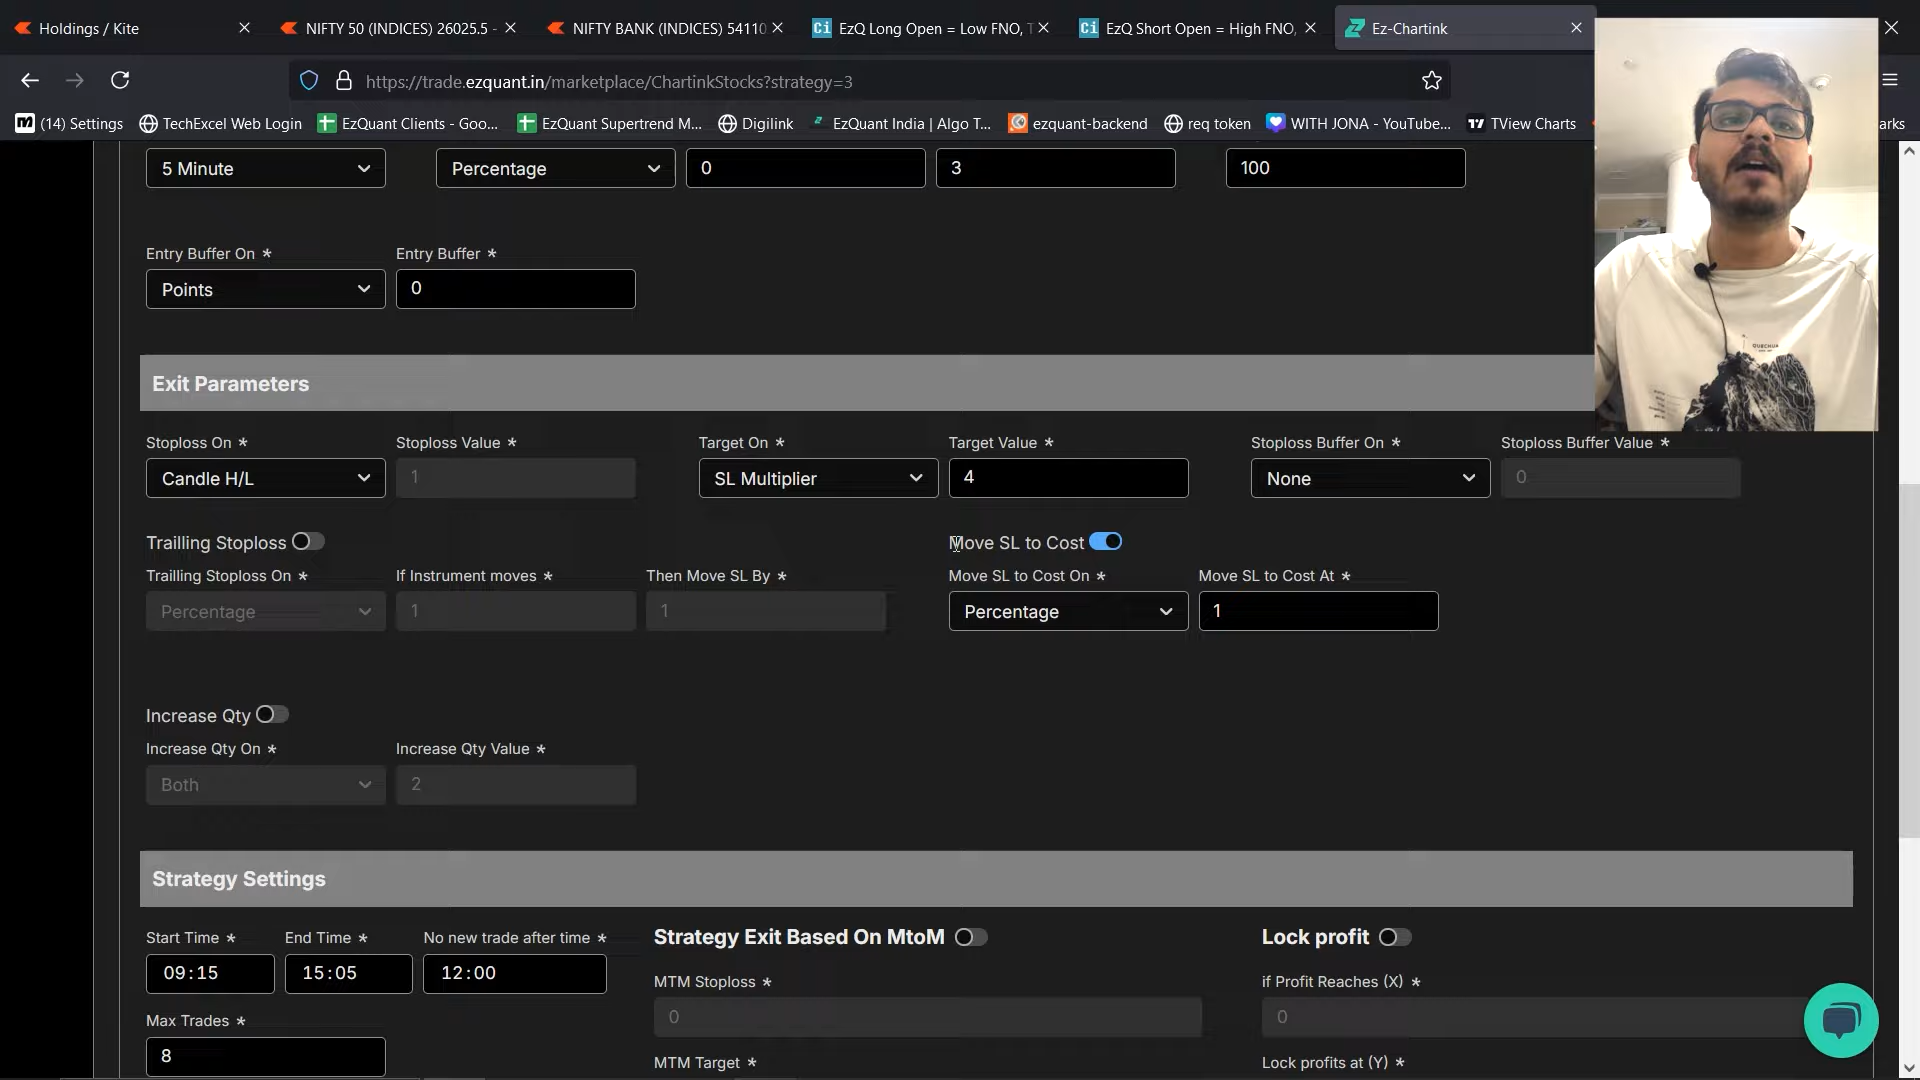 Holdings / Kite
NIFTY 50 (INDICES) 26025.5 -
NIFTY BANK (INDICES) 54110
EzQ Long Open = Low FNO, T
EzQ Short Open = High FNO,
Ez-Chartink
https://trade.ezquant.in/marketplace/ChartinkStocks?strategy=3
(14) Settings
TechExcel Web Login
EzQuant Clients - Goo...
EzQuant Supertrend M...
Digilink
EzQuant India | Algo T...
ezquant-backend
req token
WITH JONA - YouTube...
TView Charts
arks
5 Minute
Percentage
0
3
100
Entry Buffer On *
Entry Buffer *
Points
0
Exit Parameters
Stoploss On *
Stoploss Value *
Target On *
Target Value *
Stoploss Buffer On *
Stoploss Buffer Value *
Candle H/L
1
SL Multiplier
4
None
0
Trailling Stoploss
Move SL to Cost
Trailling Stoploss On *
If Instrument moves *
Then Move SL By *
Move SL to Cost On *
Move SL to Cost At *
Percentage
1
1
Percentage
1
Increase Qty
Increase Qty On *
Increase Qty Value *
Both
2
Strategy Settings
Start Time *
End Time *
No new trade after time *
Strategy Exit Based On MtoM
Lock profit
09:15
15:05
12:00
MTM Stoploss *
if Profit Reaches (X) *
0
0
Max Trades *
8
MTM Target *
Lock profits at (Y) *